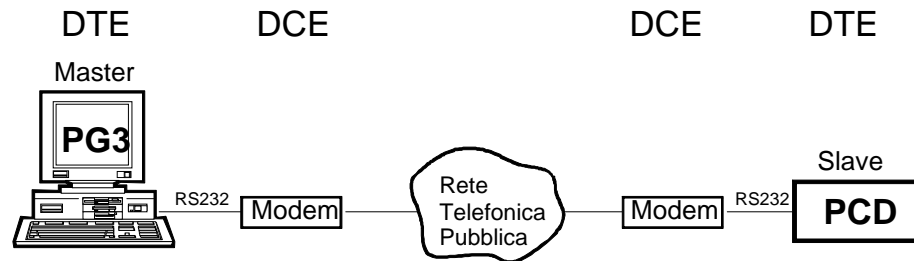 DTE DCE DCE DTE
Master
PG3
Slave
RS232
Modem
Rete
Telefonica
Pubblica
Modem
RS232
PCD